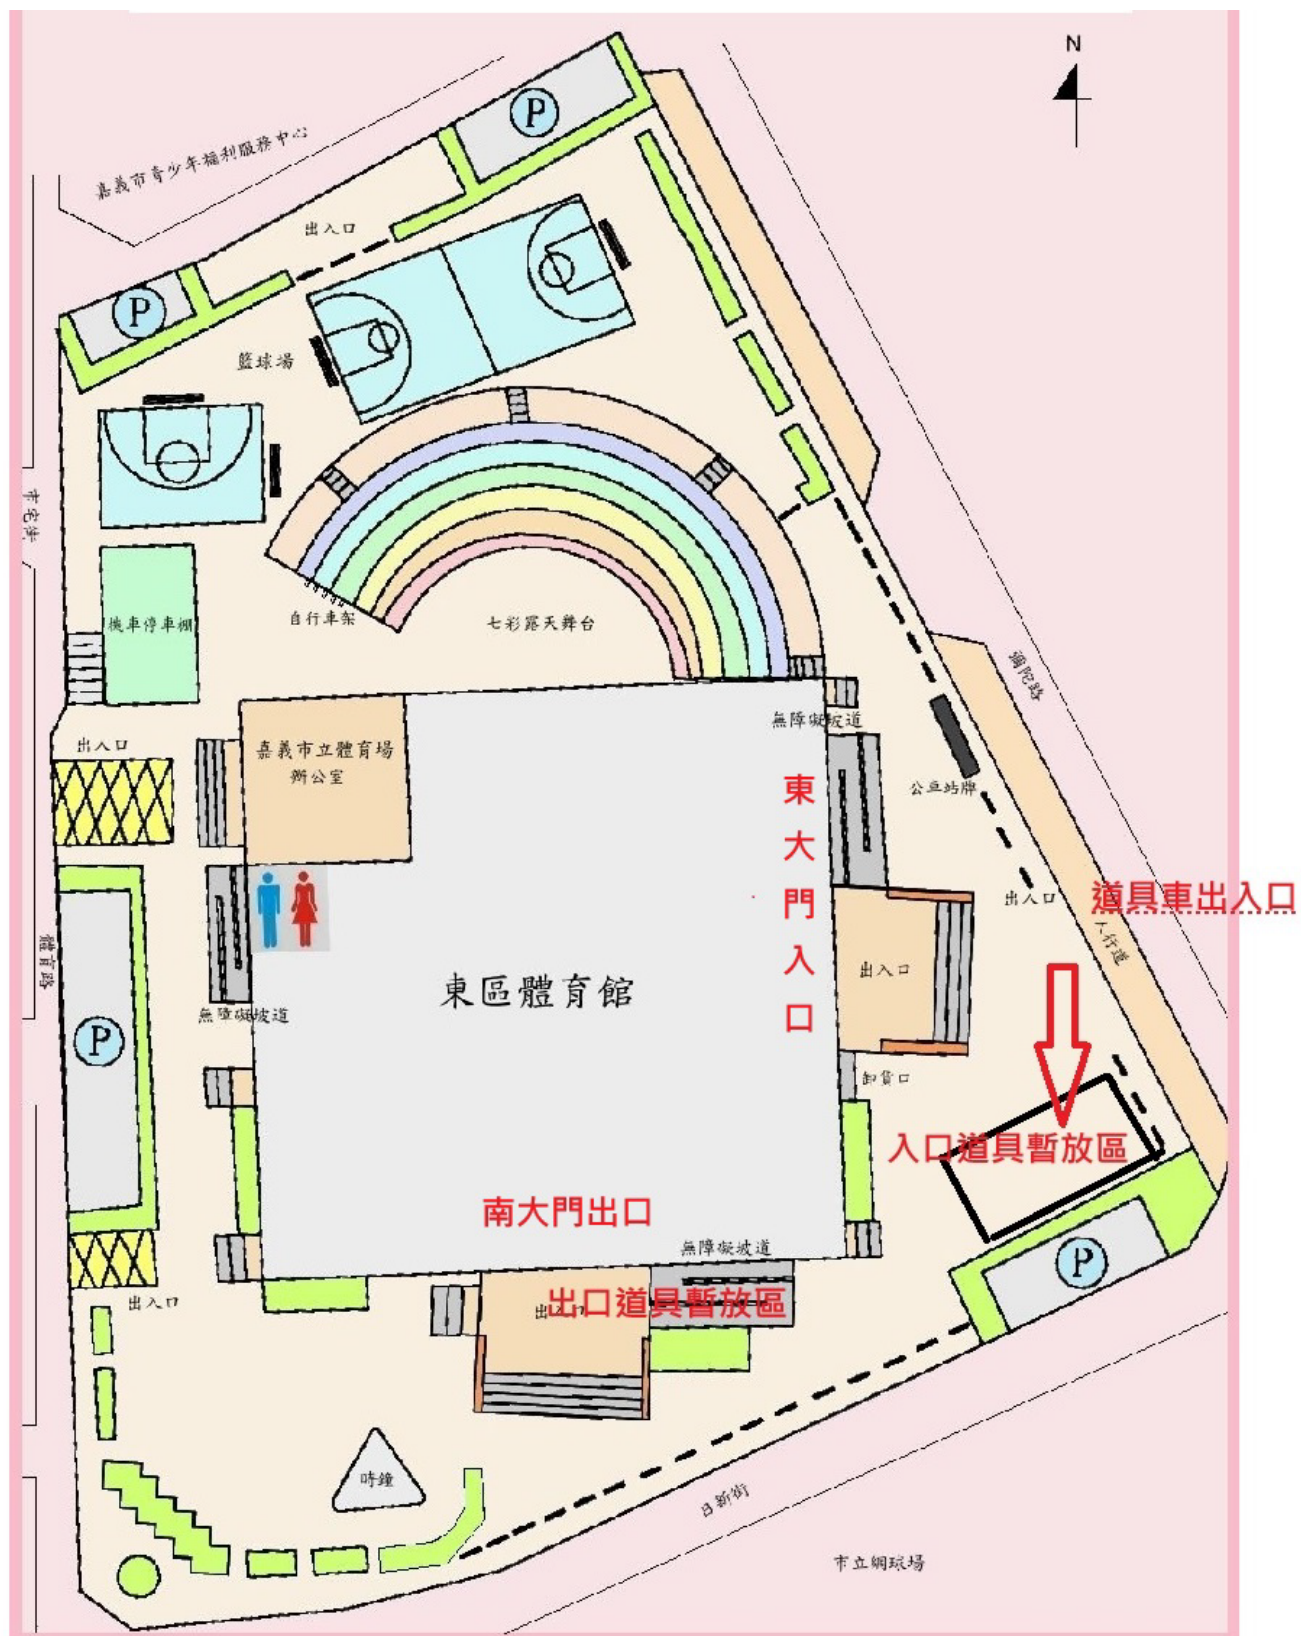 N
P
嘉義市青少年福利服務中心
出入口
P
籃球場
市宅街
自行車架
七彩露天舞台
機車停車棚
彌陀路
無障礙坡道
出入口
嘉義市立體育場
辦公室
東大門入口
公車站牌
出入口
道具車出入口
人行道
體育路
東區體育館
出入口
無障礙坡道
P
卸貨口
入口道具暫放區
南大門出口
無障礙坡道
P
出入口
出入口
出口道具暫放區
時鐘
日新街
市立網球場